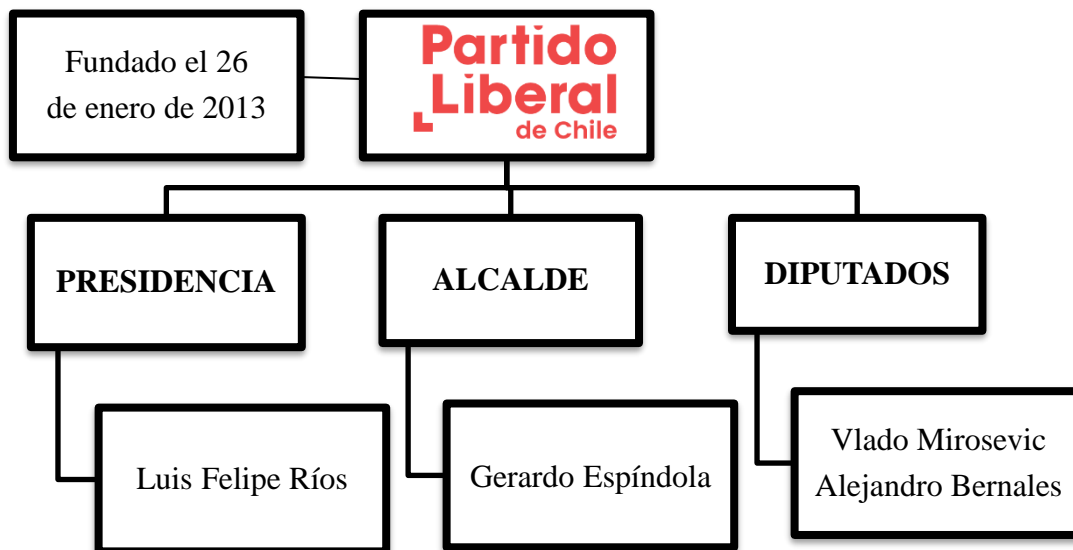 Fundado el 26
de enero de 2013
Partido
Liberal
de Chile
PRESIDENCIA
ALCALDE
DIPUTADOS
Luis Felipe Ríos
Gerardo Espíndola
Vlado Mirosevic
Alejandro Bernales